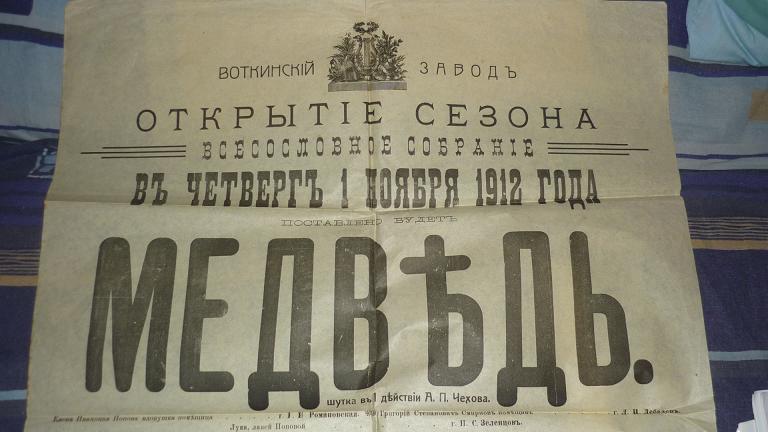 ВОТКИНСКІЙ ЗАВОДЪ
ОТКРЫТІЕ СЕЗОНА
ВСЕСОСЛОВНОЕ СОБРАНІЕ
ВЪ ЧЕТВЕРГЪ 1 НОЯБРЯ 1912 ГОДА
ПОСТАВЛЕНО БУДЕТЪ
МЕДВѢДЬ.
шутка въ 1 дѣйствіи А. П. Чехова.
Елена Ивановна Попова вдовушка помѣщица г. Романовская. Григорій Степановичъ Смирновъ помѣщикъ г. Л. И. Лебедевъ.
Лука, лакей Поповой г. П. С. Зеленцовъ.